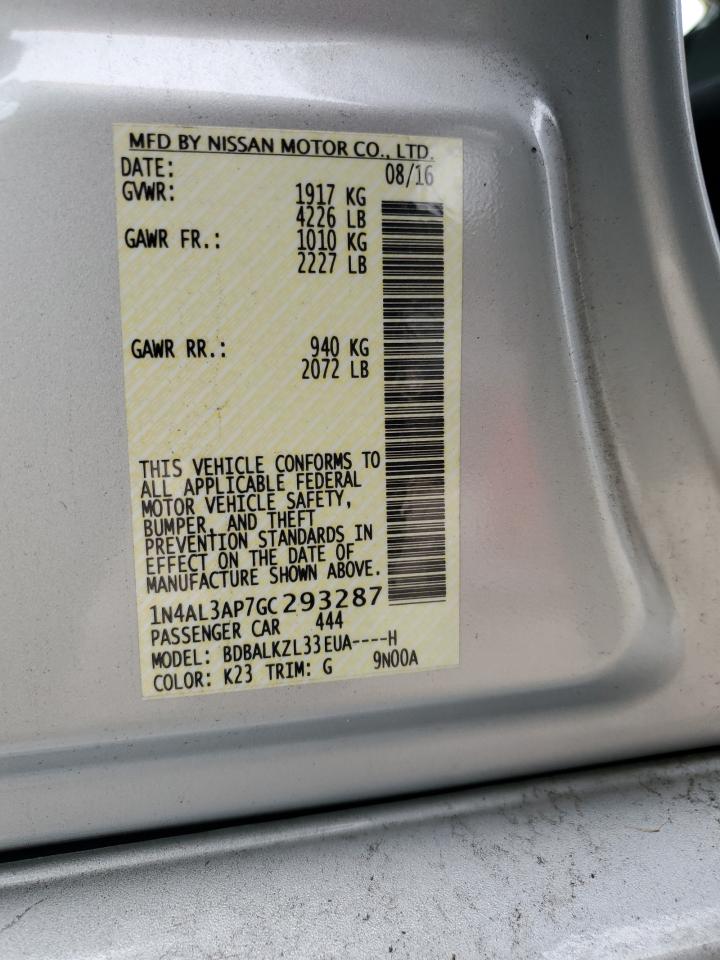 MFD BY NISSAN MOTOR CO., LTD.
DATE: 08/16
GVWR: 1917 KG
4226 LB
GAWR FR.: 1010 KG
2227 LB
GAWR RR.: 940 KG
2072 LB
THIS VEHICLE CONFORMS TO
ALL APPLICABLE FEDERAL
MOTOR VEHICLE SAFETY,
BUMPER, AND THEFT
PREVENTION STANDARDS IN
EFFECT ON THE DATE OF
MANUFACTURE SHOWN ABOVE.
1N4AL3AP7GC293287
PASSENGER CAR 444
MODEL: BDBALKZL33EUA----H
COLOR: K23 TRIM: G 9N00A